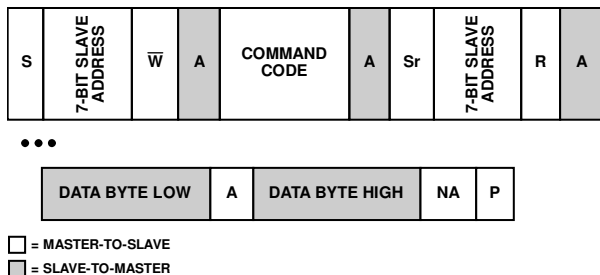 S 7-BIT SLAVE ADDRESS W̅ A COMMAND CODE A Sr 7-BIT SLAVE ADDRESS R A
•••
DATA BYTE LOW A DATA BYTE HIGH NA P
= MASTER-TO-SLAVE
= SLAVE-TO-MASTER